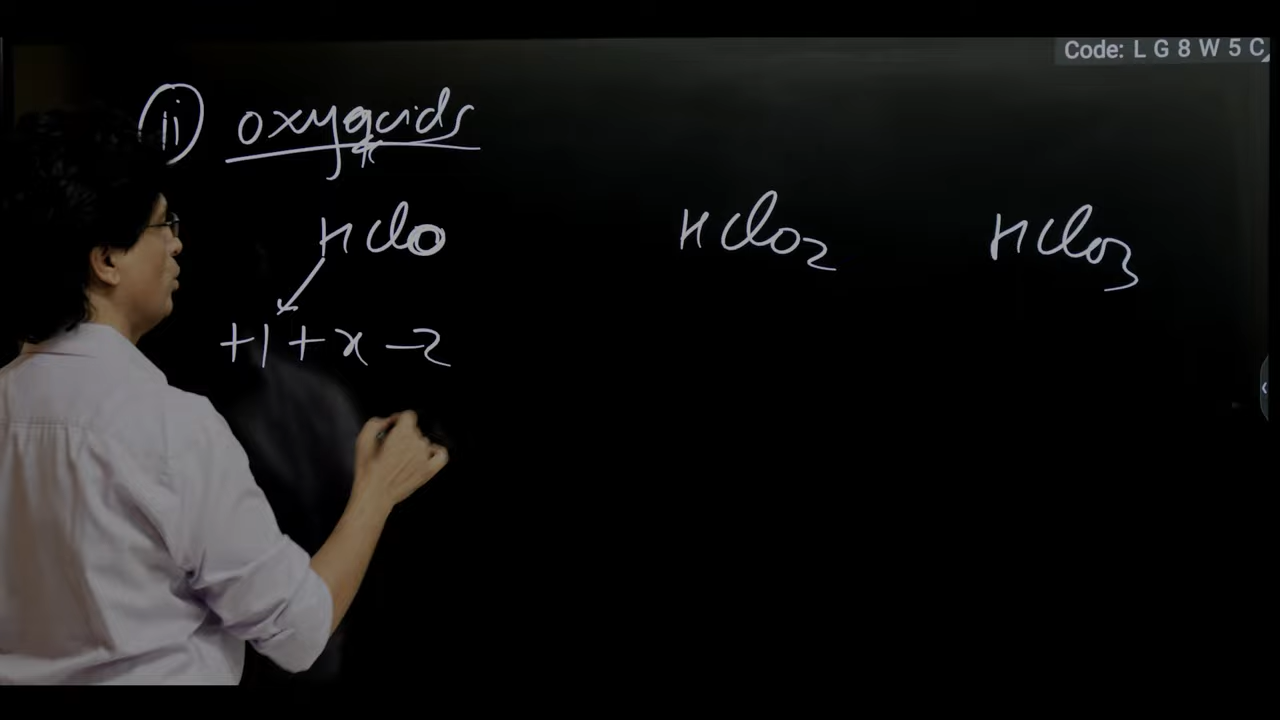 Code: L G 8 W 5 C
ii oxyacids
HClO HClO2 HClO3
+1 + x - 2